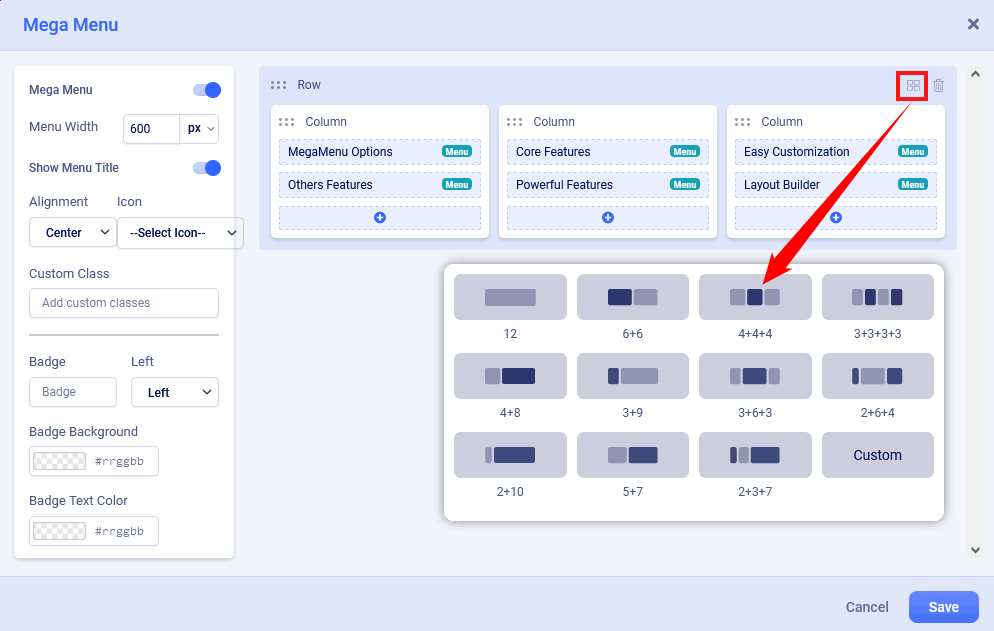 Mega Menu
Mega Menu
Menu Width 600 px
Show Menu Title
Alignment Icon
Center --Select Icon--
Custom Class
Add custom classes
Badge Left
Badge Left
Badge Background
#rrggbb
Badge Text Color
#rrggbb
Row
Column Column Column
MegaMenu Options Menu Core Features Menu Easy Customization Menu
Others Features Menu Powerful Features Menu Layout Builder Menu
12 6+6 4+4+4 3+3+3+3
4+8 3+9 3+6+3 2+6+4
Custom
2+10 5+7 2+3+7
Cancel Save